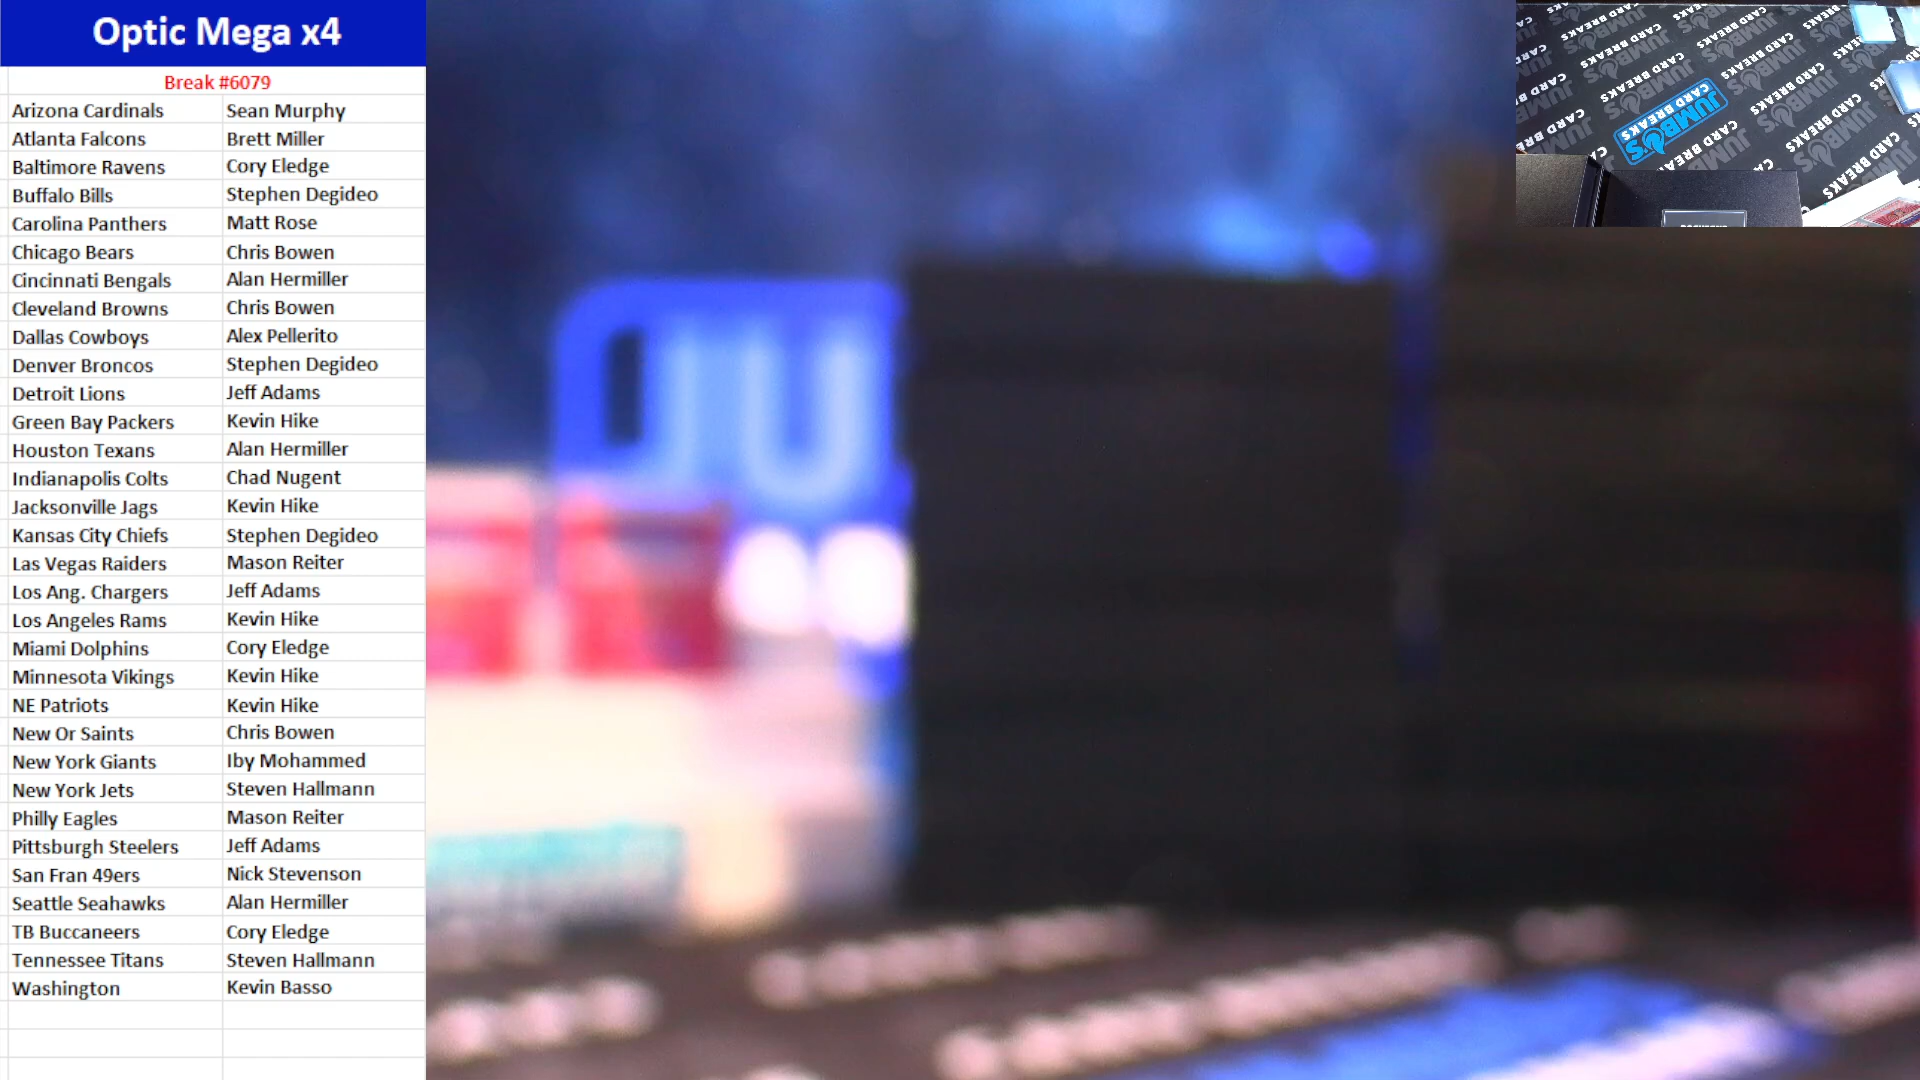 Optic Mega x4
Break #6079
Arizona Cardinals Sean Murphy
Atlanta Falcons Brett Miller
Baltimore Ravens Cory Eledge
Buffalo Bills Stephen Degideo
Carolina Panthers Matt Rose
Chicago Bears Chris Bowen
Cincinnati Bengals Alan Hermiller
Cleveland Browns Chris Bowen
Dallas Cowboys Alex Pellerito
Denver Broncos Stephen Degideo
Detroit Lions Jeff Adams
Green Bay Packers Kevin Hike
Houston Texans Alan Hermiller
Indianapolis Colts Chad Nugent
Jacksonville Jags Kevin Hike
Kansas City Chiefs Stephen Degideo
Las Vegas Raiders Mason Reiter
Los Ang. Chargers Jeff Adams
Los Angeles Rams Kevin Hike
Miami Dolphins Cory Eledge
Minnesota Vikings Kevin Hike
NE Patriots Kevin Hike
New Or Saints Chris Bowen
New York Giants Iby Mohammed
New York Jets Steven Hallmann
Philly Eagles Mason Reiter
Pittsburgh Steelers Jeff Adams
San Fran 49ers Nick Stevenson
Seattle Seahawks Alan Hermiller
TB Buccaneers Cory Eledge
Tennessee Titans Steven Hallmann
Washington Kevin Basso
JU
JUMBO'S
CARD BREAKS